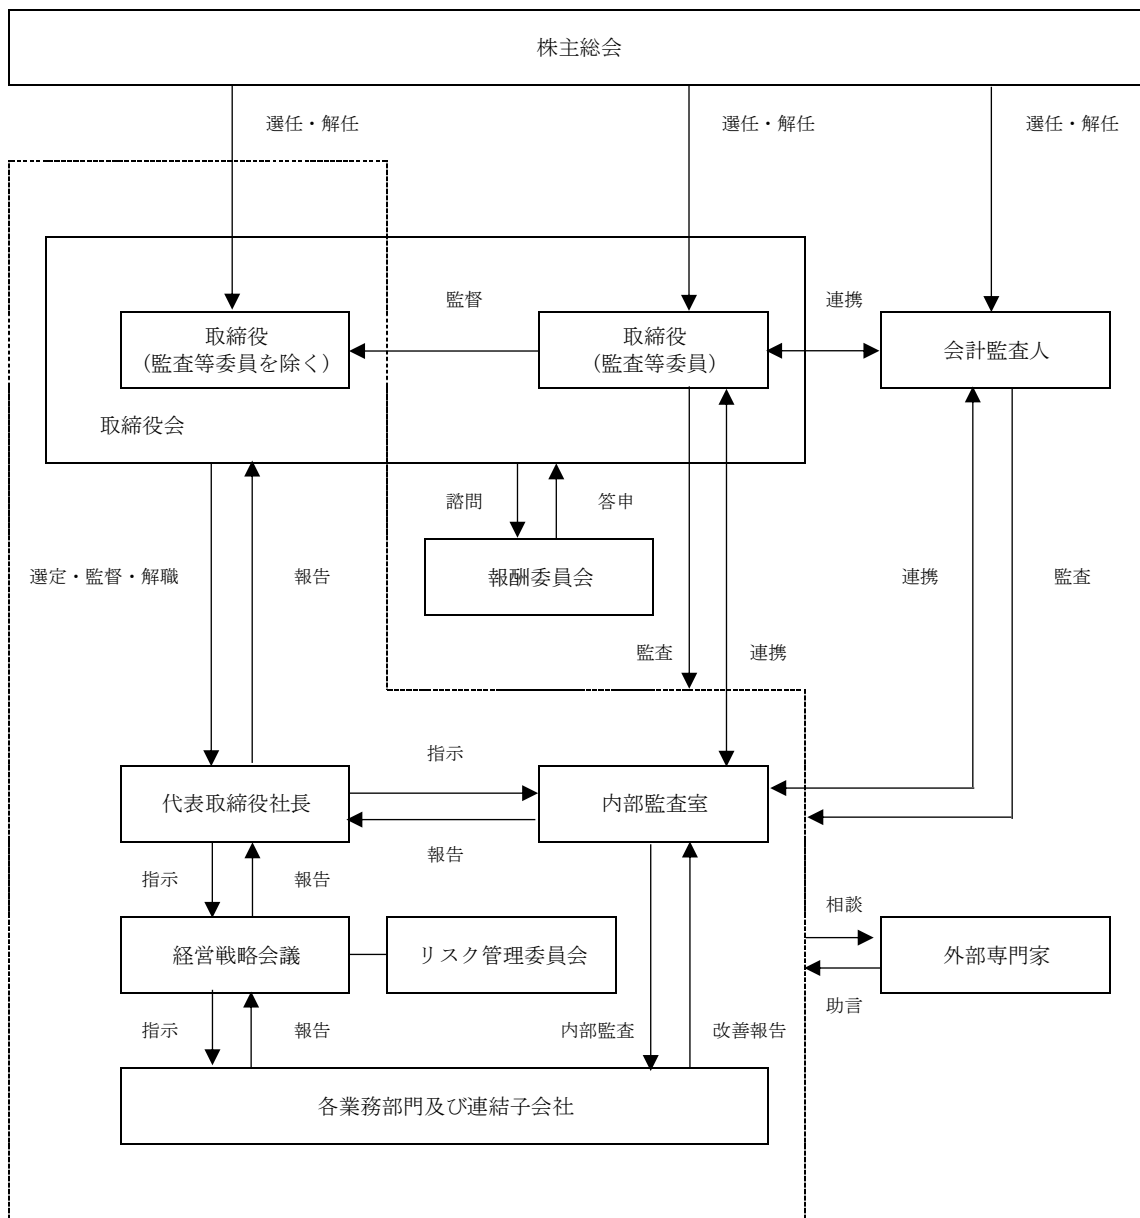 株主総会
選任・解任
選任・解任
選任・解任
監督
連携
取締役
(監査等委員を除く)
取締役
(監査等委員)
会計監査人
取締役会
諮問
答申
報酬委員会
選定・監督・解職
報告
連携
監査
監査
連携
指示
代表取締役社長
内部監査室
報告
指示
報告
相談
経営戦略会議
リスク管理委員会
外部専門家
助言
指示
報告
内部監査
改善報告
各業務部門及び連結子会社